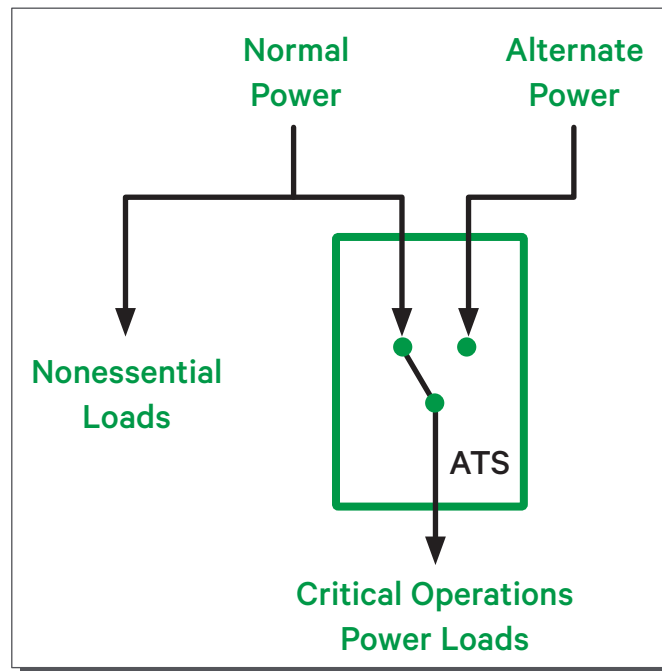 Normal
Power
Alternate
Power
Nonessential
Loads
ATS
Critical Operations
Power Loads